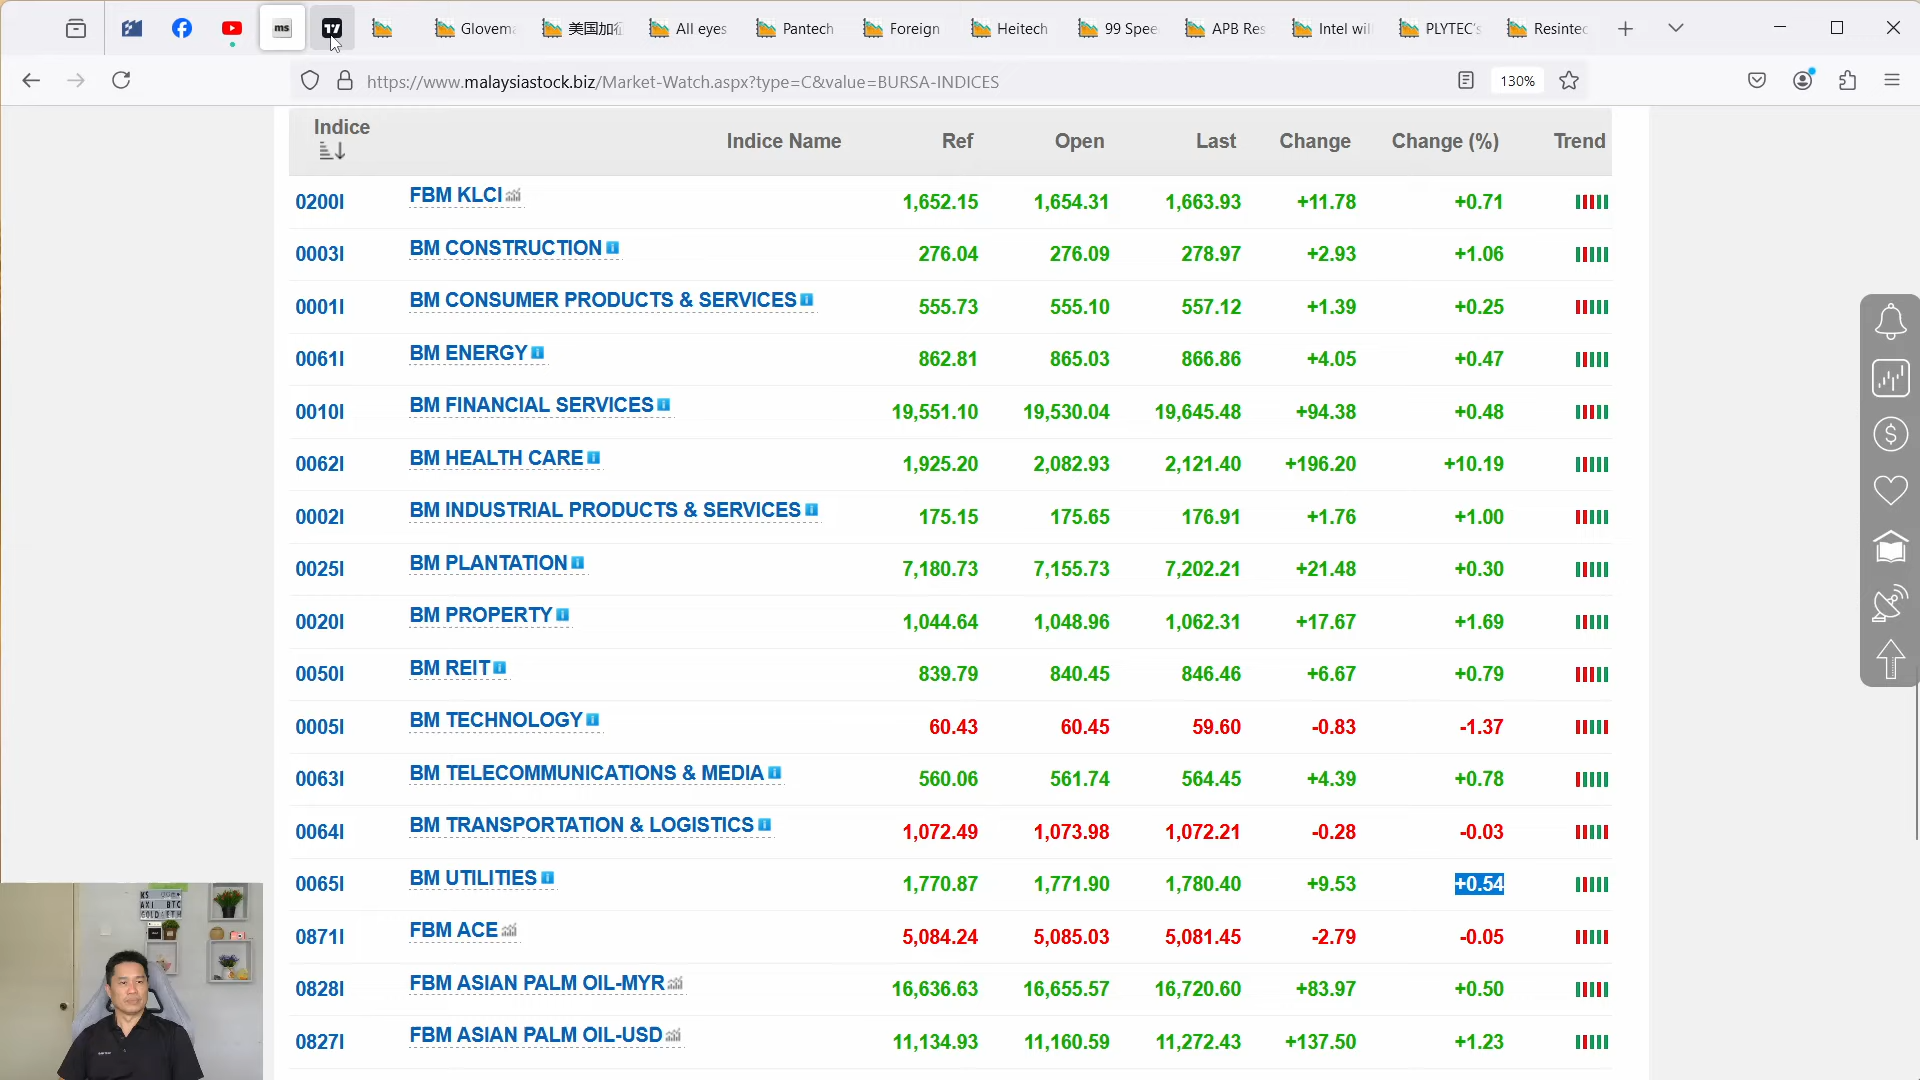 ms
Glovema
美国加征
All eyes
Pantech
Foreign
Heitech
99 Spee
APB Res
Intel will
PLYTEC's
Resintec
https://www.malaysiastock.biz/Market-Watch.aspx?type=C&value=BURSA-INDICES
130%
Indice Indice Name Ref Open Last Change Change (%) Trend
0200I FBM KLCI 1,652.15 1,654.31 1,663.93 +11.78 +0.71
0003I BM CONSTRUCTION 276.04 276.09 278.97 +2.93 +1.06
0001I BM CONSUMER PRODUCTS & SERVICES 555.73 555.10 557.12 +1.39 +0.25
0061I BM ENERGY 862.81 865.03 866.86 +4.05 +0.47
0010I BM FINANCIAL SERVICES 19,551.10 19,530.04 19,645.48 +94.38 +0.48
0062I BM HEALTH CARE 1,925.20 2,082.93 2,121.40 +196.20 +10.19
0002I BM INDUSTRIAL PRODUCTS & SERVICES 175.15 175.65 176.91 +1.76 +1.00
0025I BM PLANTATION 7,180.73 7,155.73 7,202.21 +21.48 +0.30
0020I BM PROPERTY 1,044.64 1,048.96 1,062.31 +17.67 +1.69
0050I BM REIT 839.79 840.45 846.46 +6.67 +0.79
0005I BM TECHNOLOGY 60.43 60.45 59.60 -0.83 -1.37
0063I BM TELECOMMUNICATIONS & MEDIA 560.06 561.74 564.45 +4.39 +0.78
0064I BM TRANSPORTATION & LOGISTICS 1,072.49 1,073.98 1,072.21 -0.28 -0.03
0065I BM UTILITIES 1,770.87 1,771.90 1,780.40 +9.53 +0.54
0871I FBM ACE 5,084.24 5,085.03 5,081.45 -2.79 -0.05
0828I FBM ASIAN PALM OIL-MYR 16,636.63 16,655.57 16,720.60 +83.97 +0.50
0827I FBM ASIAN PALM OIL-USD 11,134.93 11,160.59 11,272.43 +137.50 +1.23